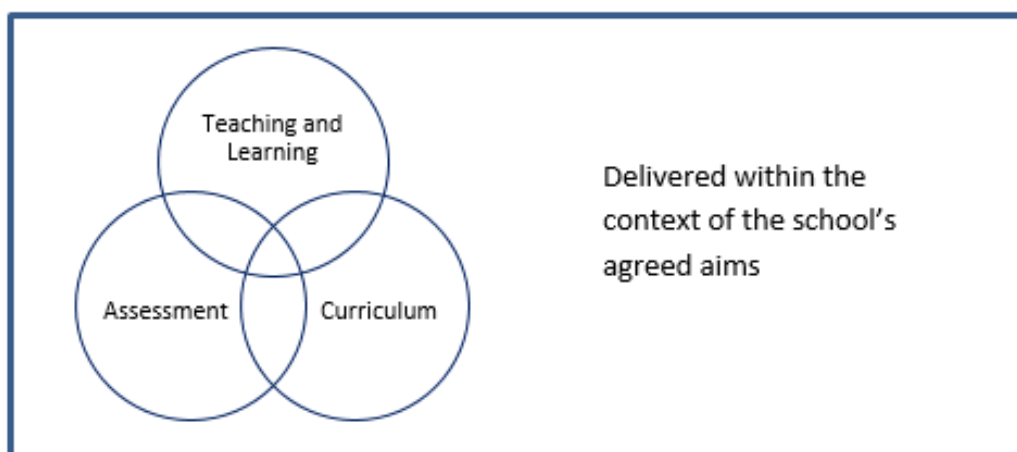 Teaching and
Learning
Assessment
Curriculum
Delivered within the
context of the school’s
agreed aims